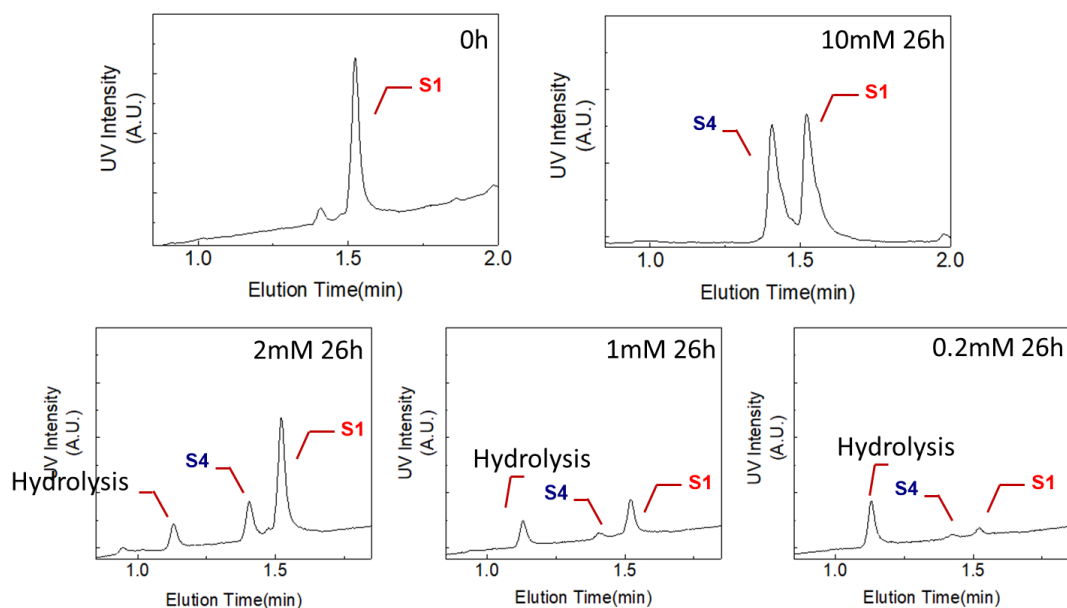 0h
S1
UV Intensity
(A.U.)
1.0
1.5
2.0
Elution Time(min)
10mM 26h
S1
S4
UV Intensity
(A.U.)
1.0
1.5
2.0
Elution Time(min)
2mM 26h
S1
S4
Hydrolysis
UV Intensity
(A.U.)
1.0
1.5
Elution Time(min)
1mM 26h
Hydrolysis
S4
S1
UV Intensity
(A.U.)
1.0
1.5
Elution Time(min)
0.2mM 26h
Hydrolysis
S4
S1
UV Intensity
(A.U.)
1.0
1.5
Elution Time(min)